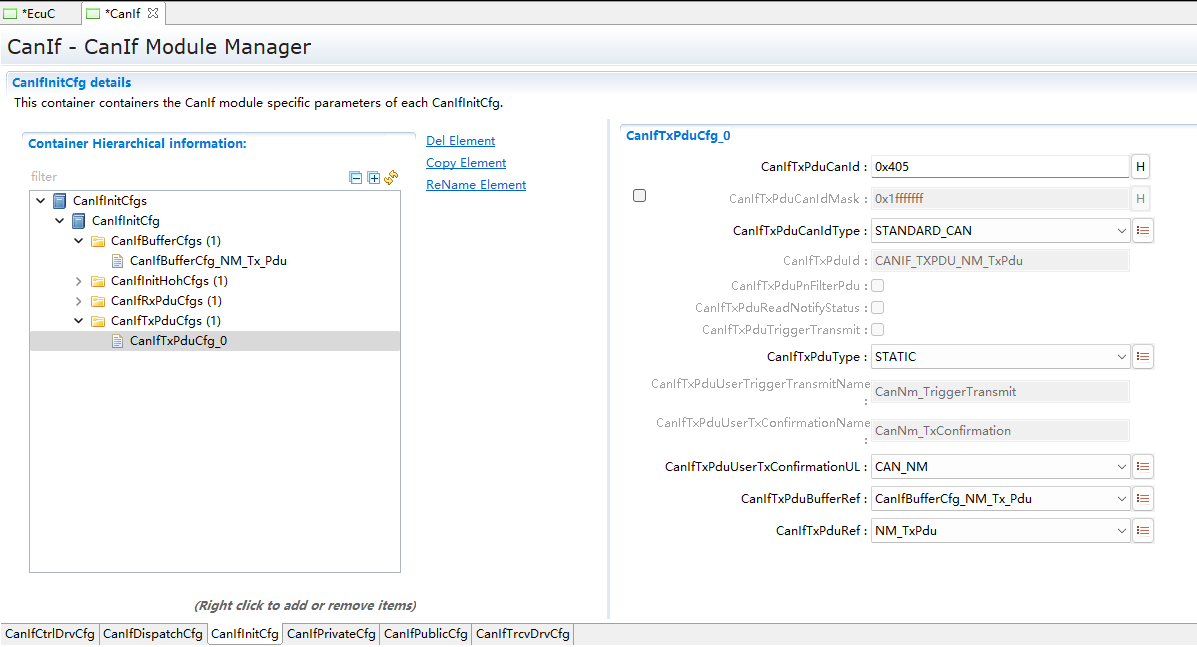 *EcuC
*CanIf
CanIf - CanIf Module Manager
CanIfInitCfg details
This container containers the CanIf module specific parameters of each CanIfInitCfg.
Container Hierarchical information:
filter
CanIfInitCfgs
CanIfInitCfg
CanIfBufferCfgs (1)
CanIfBufferCfg_NM_Tx_Pdu
CanIfInitHohCfgs (1)
CanIfRxPduCfgs (1)
CanIfTxPduCfgs (1)
CanIfTxPduCfg_0
(Right click to add or remove items)
Del Element
Copy Element
ReName Element
CanIfTxPduCfg_0
CanIfTxPduCanId : 0x405 H
CanIfTxPduCanIdMask : 0x1fffffff H
CanIfTxPduCanIdType : STANDARD_CAN
CanIfTxPduId : CANIF_TXPDU_NM_TxPdu
CanIfTxPduPnFilterPdu :
CanIfTxPduReadNotifyStatus :
CanIfTxPduTriggerTransmit :
CanIfTxPduType : STATIC
CanIfTxPduUserTriggerTransmitName : CanNm_TriggerTransmit
CanIfTxPduUserTxConfirmationName : CanNm_TxConfirmation
CanIfTxPduUserTxConfirmationUL : CAN_NM
CanIfTxPduBufferRef : CanIfBufferCfg_NM_Tx_Pdu
CanIfTxPduRef : NM_TxPdu
CanIfCtrlDrvCfg CanIfDispatchCfg CanIfInitCfg CanIfPrivateCfg CanIfPublicCfg CanIfTrcvDrvCfg